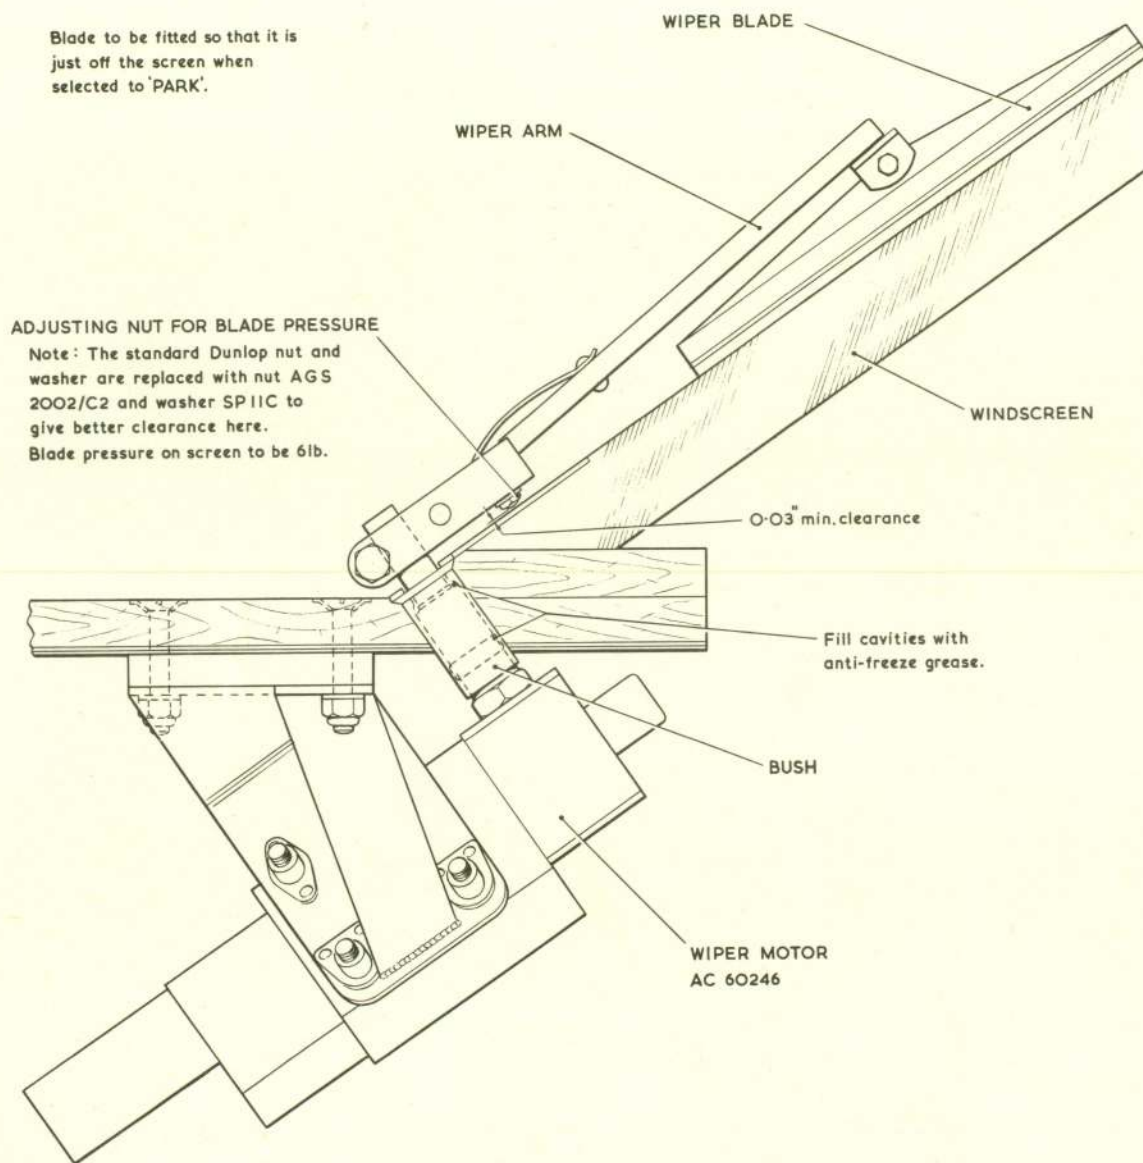 Blade to be fitted so that it is
just off the screen when
selected to 'PARK'.
WIPER BLADE
WIPER ARM
ADJUSTING NUT FOR BLADE PRESSURE
Note: The standard Dunlop nut and
washer are replaced with nut AGS
2002/C2 and washer SP11C to
give better clearance here.
Blade pressure on screen to be 6lb.
WINDSCREEN
0·03" min. clearance
Fill cavities with
anti-freeze grease.
BUSH
WIPER MOTOR
AC 60246